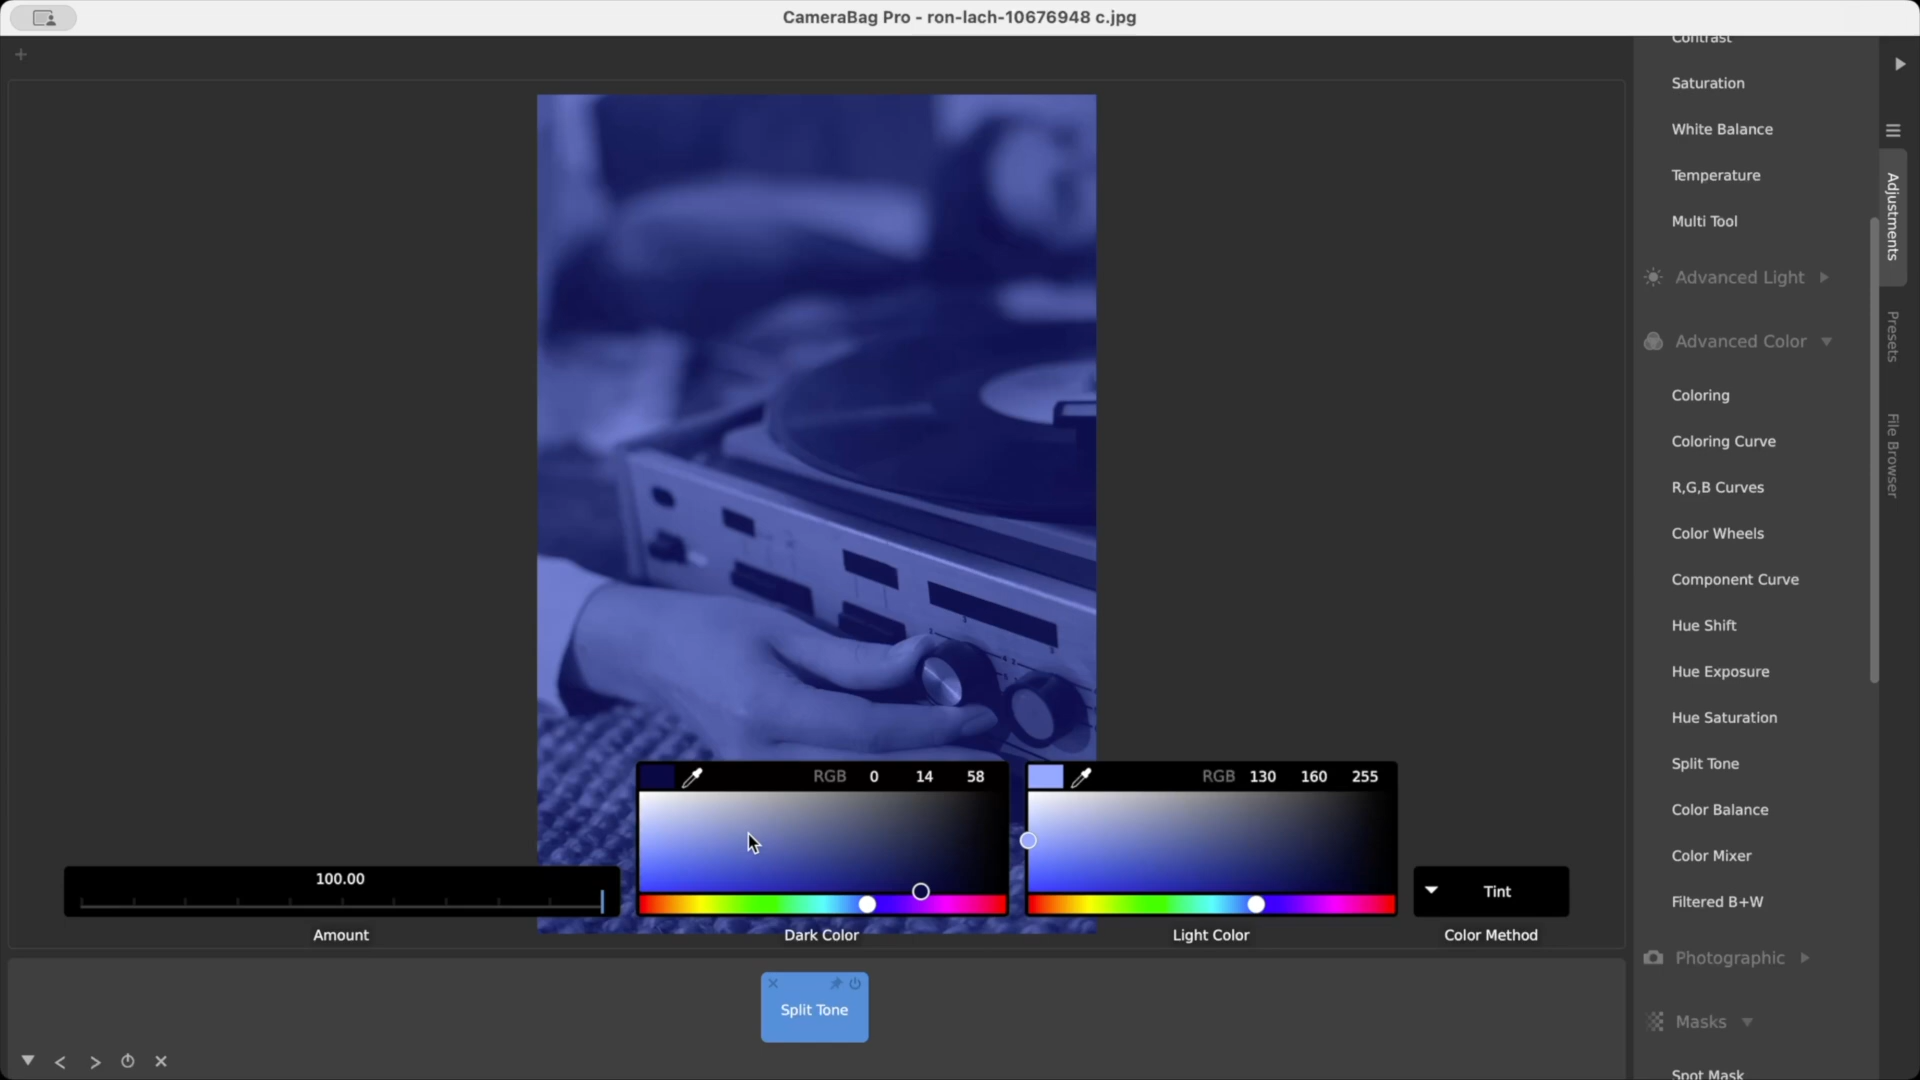 CameraBag Pro - ron-lach-10676948 c.jpg
+
Contrast
Saturation
White Balance
Temperature
Multi Tool
Advanced Light
Advanced Color
Coloring
Coloring Curve
R,G,B Curves
Color Wheels
Component Curve
Hue Shift
Hue Exposure
Hue Saturation
Split Tone
Color Balance
Color Mixer
Filtered B+W
Photographic
Masks
Spot Mask
Adjustments
Presets
File Browser
100.00
Amount
RGB 0 14 58
Dark Color
RGB 130 160 255
Light Color
Tint
Color Method
Split Tone